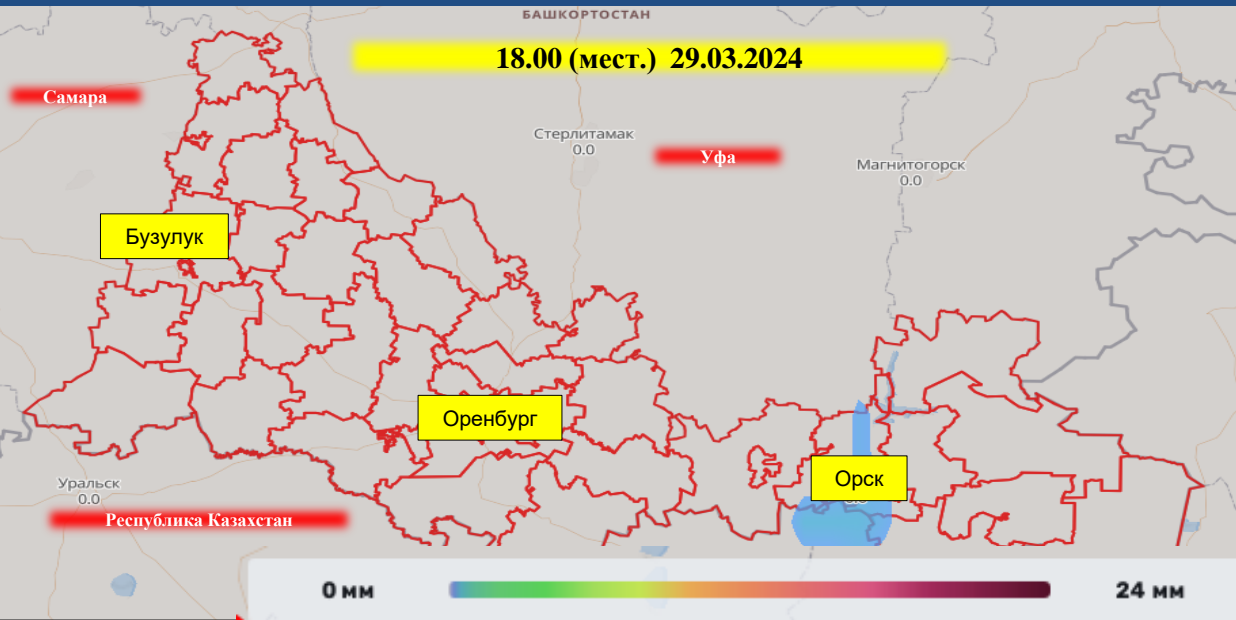 БАШКОРТОСТАН
18.00 (мест.) 29.03.2024
Самара
Стерлитамак
0.0
Уфа
Магнитогорск
0.0
Бузулук
Оренбург
Орск
Уральск
0.0
Республика Казахстан
0 мм
24 мм